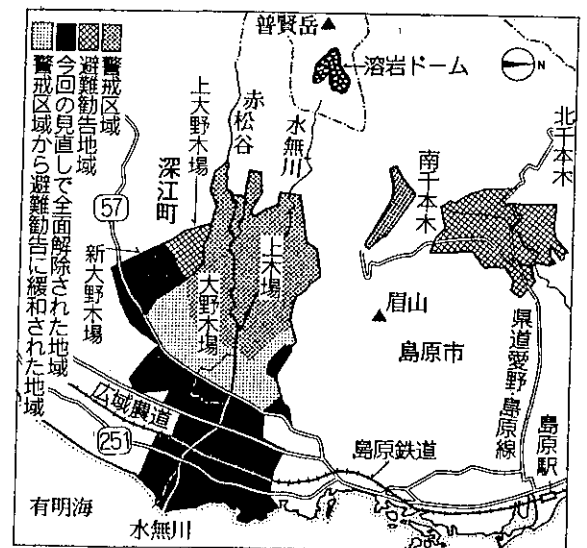 普賢岳
溶岩ドーム
N
警戒区域
避難勧告地域
今回の見直しで全面解除された地域
警戒区域から避難勧告に緩和された地域
北千本木
南千本木
水無川
赤松谷
上大野木場
深江町
57
新大野木場
大野木場
上木場
眉山
島原市
県道愛野・島原線
島原駅
島原鉄道
広域農道
251
有明海
水無川